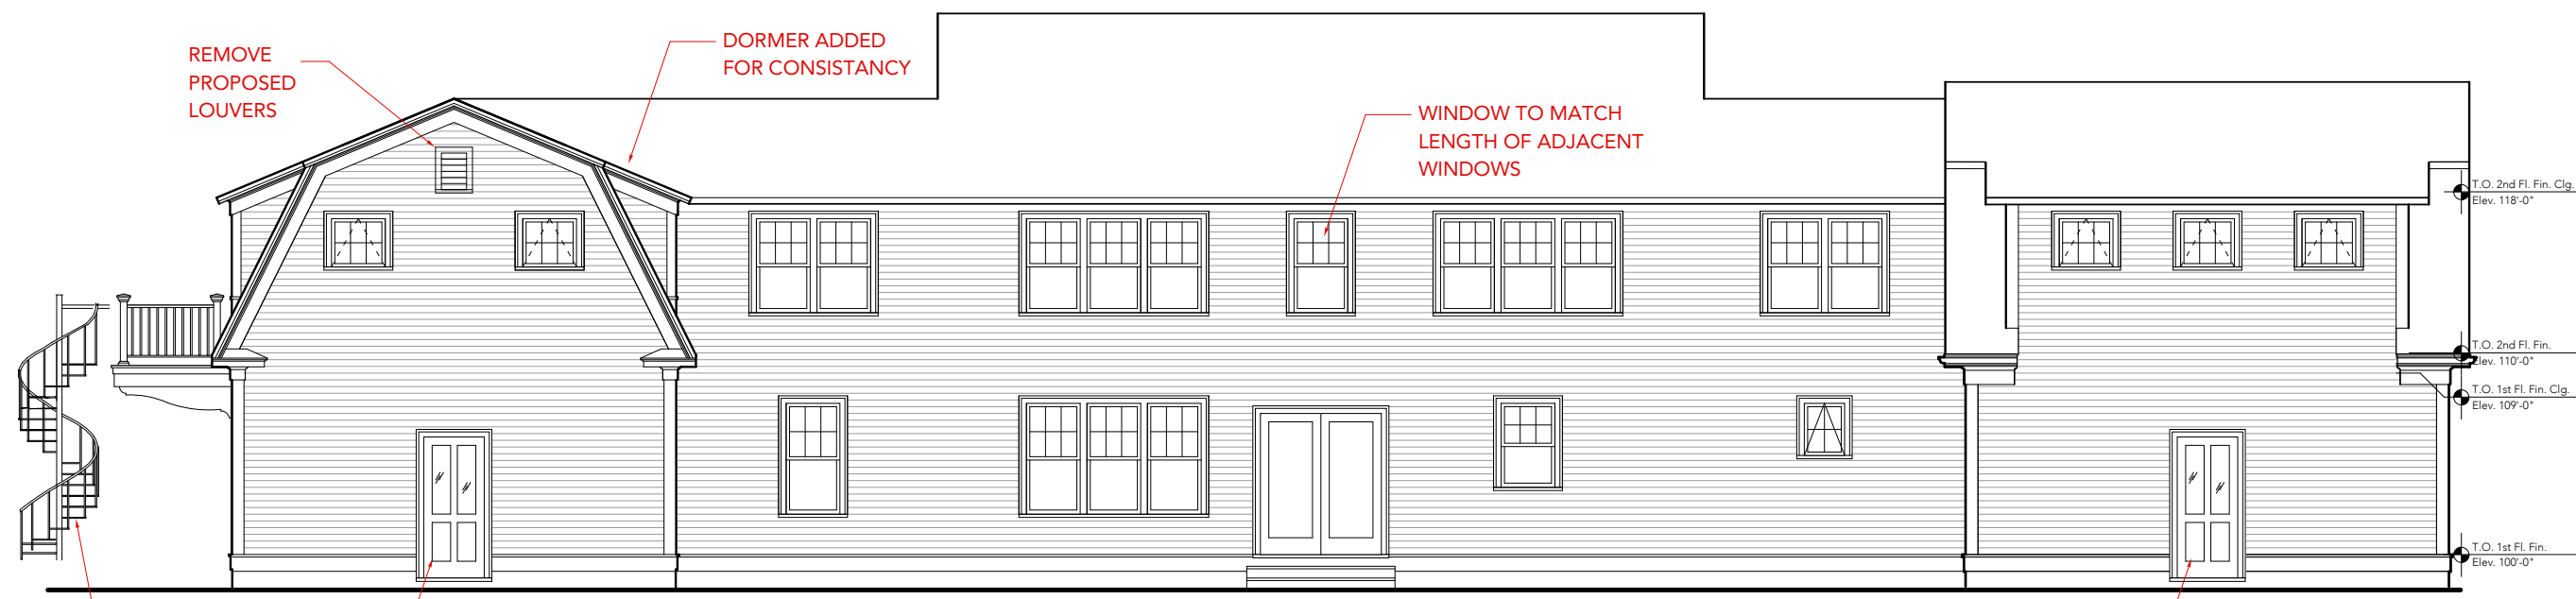 REMOVE
PROPOSED
LOUVERS
DORMER ADDED
FOR CONSISTANCY
WINDOW TO MATCH
LENGTH OF ADJACENT
WINDOWS
T.O. 2nd Fl. Fin. Clg.
Elev. 118'-0"
T.O. 2nd Fl. Fin.
Elev. 110'-0"
T.O. 1st Fl. Fin. Clg.
Elev. 109'-0"
T.O. 1st Fl. Fin.
Elev. 100'-0"